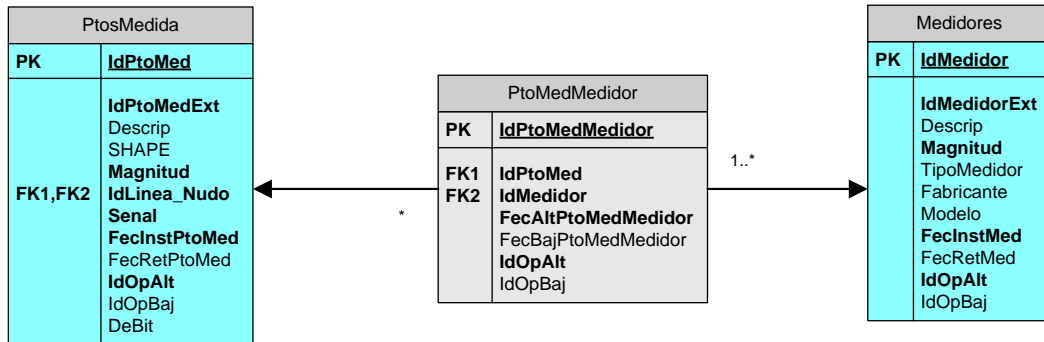 PtosMedida
PK IdPtoMed
IdPtoMedExt
Descrip
SHAPE
Magnitud
FK1,FK2 IdLinea_Nudo
Senal
FecInstPtoMed
FecRetPtoMed
IdOpAlt
IdOpBaj
DeBit
*
PtoMedMedidor
PK IdPtoMedMedidor
FK1 IdPtoMed
FK2 IdMedidor
FecAltPtoMedMedidor
FecBajPtoMedMedidor
IdOpAlt
IdOpBaj
1..*
Medidores
PK IdMedidor
IdMedidorExt
Descrip
Magnitud
TipoMedidor
Fabricante
Modelo
FecInstMed
FecRetMed
IdOpAlt
IdOpBaj